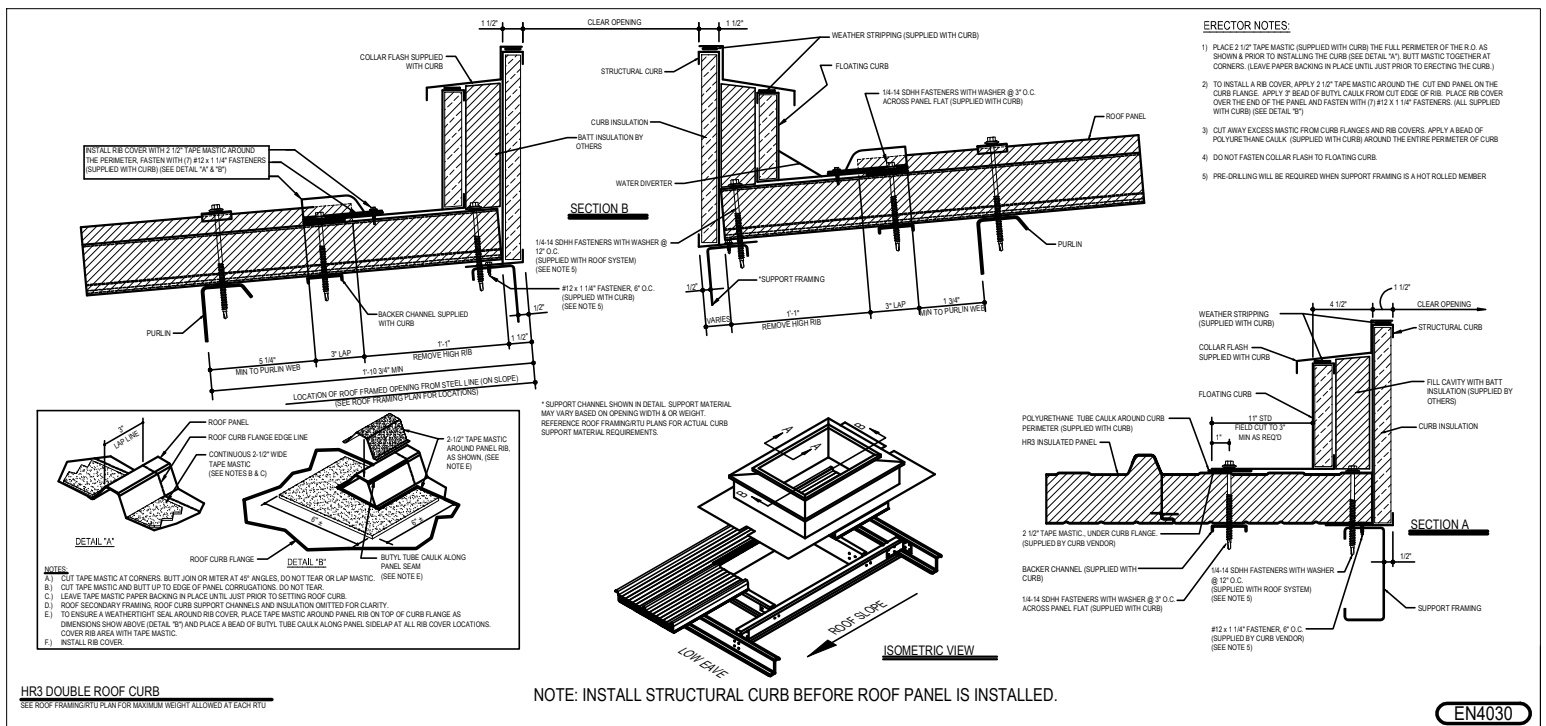 1 1/2"
CLEAR OPENING
1 1/2"
COLLAR FLASH SUPPLIED
WITH CURB
STRUCTURAL CURB
WEATHER STRIPPING (SUPPLIED WITH CURB)
FLOATING CURB
1/4-14 SDHH FASTENERS WITH WASHER @ 3" O.C.
ACROSS PANEL FLAT (SUPPLIED WITH CURB)
CURB INSULATION
BATT INSULATION BY
OTHERS
ROOF PANEL
INSTALL RIB COVER WITH 2 1/2" TAPE MASTIC AROUND
THE PERIMETER, FASTEN WITH (7) #12 x 1 1/4" FASTENERS
(SUPPLIED WITH CURB) (SEE DETAIL "A" & "B")
WATER DIVERTER
SECTION B
1/4-14 SDHH FASTENERS WITH WASHER @
12" O.C.
(SUPPLIED WITH ROOF SYSTEM)
(SEE NOTE 5)
PURLIN
*SUPPORT FRAMING
#12 x 1 1/4" FASTENER, 6" O.C.
(SUPPLIED WITH CURB)
(SEE NOTE 5)
1/2"
1/2"
BACKER CHANNEL SUPPLIED
WITH CURB
PURLIN
VARIES
1'-1"
REMOVE HIGH RIB
3" LAP
1 3/4"
MIN TO PURLIN WEB
5 1/4"
MIN TO PURLIN WEB
3" LAP
1'-1"
REMOVE HIGH RIB
1 1/2"
1'-10 3/4" MIN
LOCATION OF ROOF FRAMED OPENING FROM STEEL LINE (ON SLOPE)
(SEE ROOF FRAMING PLAN FOR LOCATIONS)
ERECTOR NOTES:
1) PLACE 2 1/2" TAPE MASTIC (SUPPLIED WITH CURB) THE FULL PERIMETER OF THE R.O. AS
SHOWN & PRIOR TO INSTALLING THE CURB (SEE DETAIL "A"). BUTT MASTIC TOGETHER AT
CORNERS. (LEAVE PAPER BACKING IN PLACE UNTIL JUST PRIOR TO ERECTING THE CURB.)
2) TO INSTALL A RIB COVER, APPLY 2 1/2" TAPE MASTIC AROUND THE CUT END PANEL ON THE
CURB FLANGE. APPLY 3" BEAD OF BUTYL CAULK FROM CUT EDGE OF RIB. PLACE RIB COVER
OVER THE END OF THE PANEL AND FASTEN WITH (7) #12 X 1 1/4" FASTENERS. (ALL SUPPLIED
WITH CURB) (SEE DETAIL "B")
3) CUT AWAY EXCESS MASTIC FROM CURB FLANGES AND RIB COVERS. APPLY A BEAD OF
POLYURETHANE CAULK (SUPPLIED WITH CURB) AROUND THE ENTIRE PERIMETER OF CURB
4) DO NOT FASTEN COLLAR FLASH TO FLOATING CURB.
5) PRE-DRILLING WILL BE REQUIRED WHEN SUPPORT FRAMING IS A HOT ROLLED MEMBER
* SUPPORT CHANNEL SHOWN IN DETAIL. SUPPORT MATERIAL
MAY VARY BASED ON OPENING WIDTH & OR WEIGHT.
REFERENCE ROOF FRAMING/RTU PLANS FOR ACTUAL CURB
SUPPORT MATERIAL REQUIREMENTS.
3"
LAP LINE
ROOF PANEL
ROOF CURB FLANGE EDGE LINE
CONTINUOUS 2-1/2" WIDE
TAPE MASTIC
(SEE NOTES B & C)
DETAIL "A"
2-1/2" TAPE MASTIC
AROUND PANEL RIB,
AS SHOWN, (SEE
NOTE E)
6" ±
6" ±
ROOF CURB FLANGE
DETAIL "B"
BUTYL TUBE CAULK ALONG
PANEL SEAM
(SEE NOTE E)
NOTES:
A.) CUT TAPE MASTIC AT CORNERS. BUTT JOIN OR MITER AT 45° ANGLES, DO NOT TEAR OR LAP MASTIC.
B.) CUT TAPE MASTIC AND BUTT UP TO EDGE OF PANEL CORRUGATIONS. DO NOT TEAR.
C.) LEAVE TAPE MASTIC PAPER BACKING IN PLACE UNTIL JUST PRIOR TO SETTING ROOF CURB.
D.) ROOF SECONDARY FRAMING, ROOF CURB SUPPORT CHANNELS AND INSULATION OMITTED FOR CLARITY.
E.) TO ENSURE A WEATHERTIGHT SEAL AROUND RIB COVER, PLACE TAPE MASTIC AROUND PANEL RIB ON TOP OF CURB FLANGE AS
DIMENSIONS SHOW ABOVE (DETAIL "B") AND PLACE A BEAD OF BUTYL TUBE CAULK ALONG PANEL SIDELAP AT ALL RIB COVER LOCATIONS.
COVER RIB AREA WITH TAPE MASTIC.
F.) INSTALL RIB COVER.
A
A
B
B
ROOF SLOPE
LOW EAVE
ISOMETRIC VIEW
4 1/2"
1 1/2"
CLEAR OPENING
WEATHER STRIPPING
(SUPPLIED WITH CURB)
STRUCTURAL CURB
COLLAR FLASH
SUPPLIED WITH CURB
FLOATING CURB
FILL CAVITY WITH BATT
INSULATION (SUPPLIED BY
OTHERS)
POLYURETHANE TUBE CAULK AROUND CURB
PERIMETER (SUPPLIED WITH CURB)
11" STD
FIELD CUT TO 3"
MIN AS REQ'D
1"
CURB INSULATION
HR3 INSULATED PANEL
SECTION A
2 1/2" TAPE MASTIC., UNDER CURB FLANGE.
(SUPPLIED BY CURB VENDOR)
1/2"
BACKER CHANNEL (SUPPLIED WITH
CURB)
1/4-14 SDHH FASTENERS WITH WASHER
@ 12" O.C.
(SUPPLIED WITH ROOF SYSTEM)
(SEE NOTE 5)
1/4-14 SDHH FASTENERS WITH WASHER @ 3" O.C.
ACROSS PANEL FLAT (SUPPLIED WITH CURB)
SUPPORT FRAMING
#12 x 1 1/4" FASTENER, 6" O.C.
(SUPPLIED BY CURB VENDOR)
(SEE NOTE 5)
HR3 DOUBLE ROOF CURB
SEE ROOF FRAMING/RTU PLAN FOR MAXIMUM WEIGHT ALLOWED AT EACH RTU
NOTE: INSTALL STRUCTURAL CURB BEFORE ROOF PANEL IS INSTALLED.
EN4030